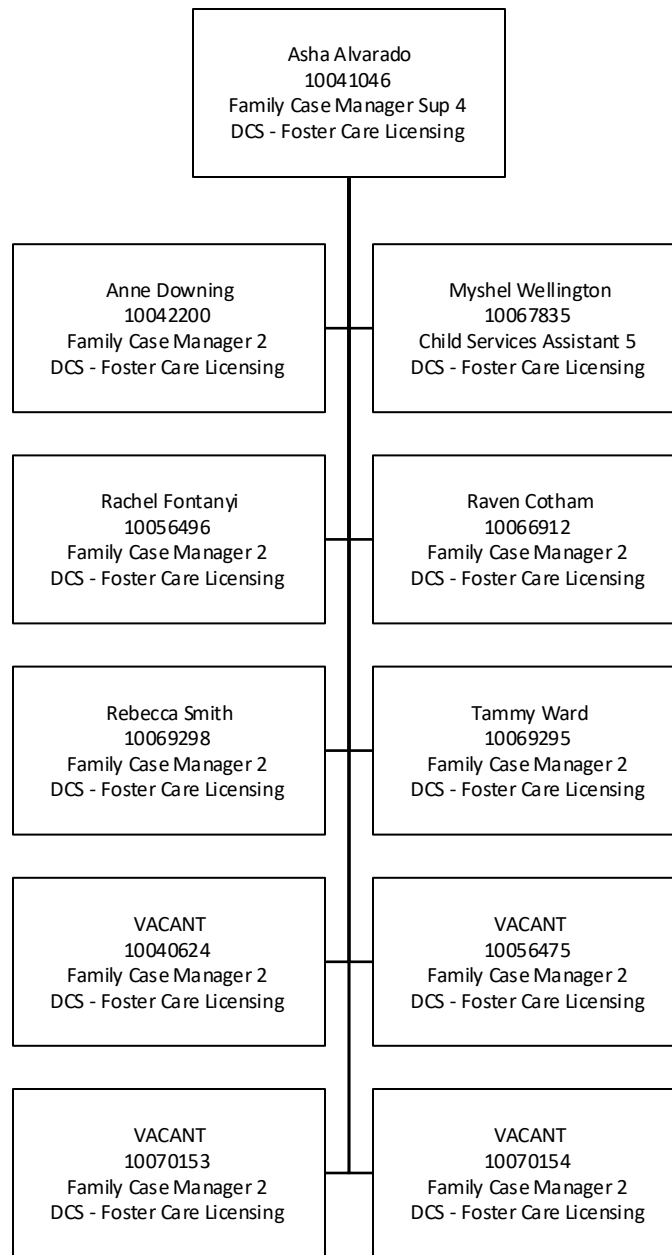 Asha Alvarado
10041046
Family Case Manager Sup 4
DCS - Foster Care Licensing
Anne Downing
10042200
Family Case Manager 2
DCS - Foster Care Licensing
Myshel Wellington
10067835
Child Services Assistant 5
DCS - Foster Care Licensing
Rachel Fontanyi
10056496
Family Case Manager 2
DCS - Foster Care Licensing
Raven Cotham
10066912
Family Case Manager 2
DCS - Foster Care Licensing
Rebecca Smith
10069298
Family Case Manager 2
DCS - Foster Care Licensing
Tammy Ward
10069295
Family Case Manager 2
DCS - Foster Care Licensing
VACANT
10040624
Family Case Manager 2
DCS - Foster Care Licensing
VACANT
10056475
Family Case Manager 2
DCS - Foster Care Licensing
VACANT
10070153
Family Case Manager 2
DCS - Foster Care Licensing
VACANT
10070154
Family Case Manager 2
DCS - Foster Care Licensing